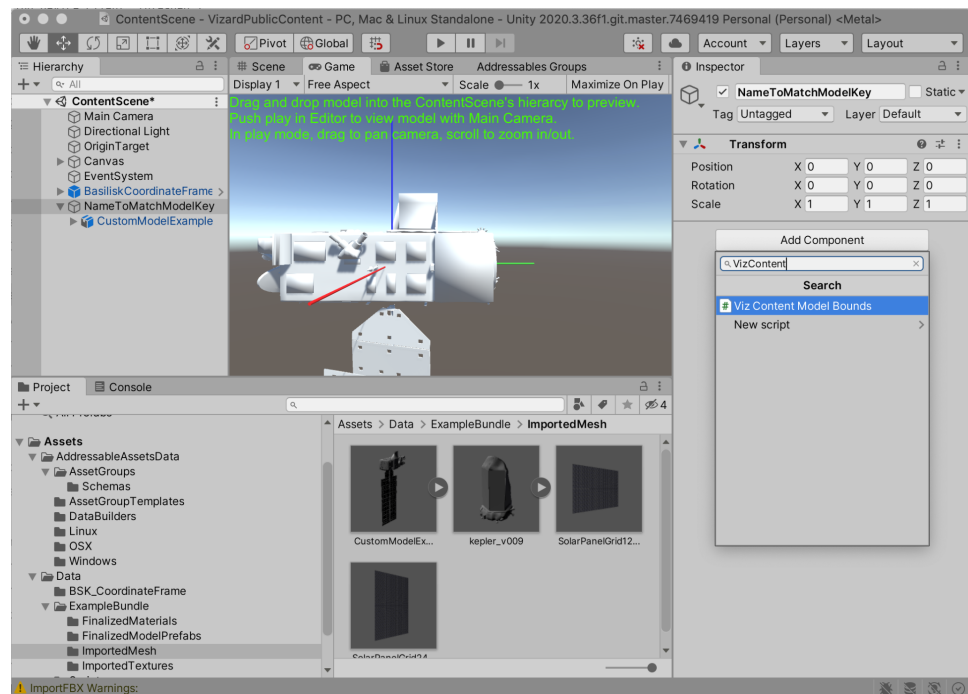 ContentScene - VizardPublicContent - PC, Mac & Linux Standalone - Unity 2020.3.36f1.git.master.7469419 Personal (Personal) <Metal>
Pivot Global Account Layers Layout
Hierarchy
All
ContentScene*
Main Camera
Directional Light
OriginTarget
Canvas
EventSystem
BasiliskCoordinateFrame
NameToMatchModelKey
CustomModelExample
Scene Game Asset Store Addressables Groups
Display 1 Free Aspect Scale 1x Maximize On Play
Drag and drop model into the ContentScene's hierarcy to preview.
Push play in Editor to view model with Main Camera.
In play mode, drag to pan camera, scroll to zoom in/out.
Inspector
NameToMatchModelKey Static
Tag Untagged Layer Default
Transform
Position X 0 Y 0 Z 0
Rotation X 0 Y 0 Z 0
Scale X 1 Y 1 Z 1
Add Component
VizContent
Search
Viz Content Model Bounds
New script
Project Console
4
Assets
AddressableAssetsData
AssetGroups
Schemas
AssetGroupTemplates
DataBuilders
Linux
OSX
Windows
Data
BSK_CoordinateFrame
ExampleBundle
FinalizedMaterials
FinalizedModelPrefabs
ImportedMesh
ImportedTextures
Assets > Data > ExampleBundle > ImportedMesh
CustomModelEx... kepler_v009 SolarPanelGrid12...
SolarPanelGrid24
ImportFBX Warnings: